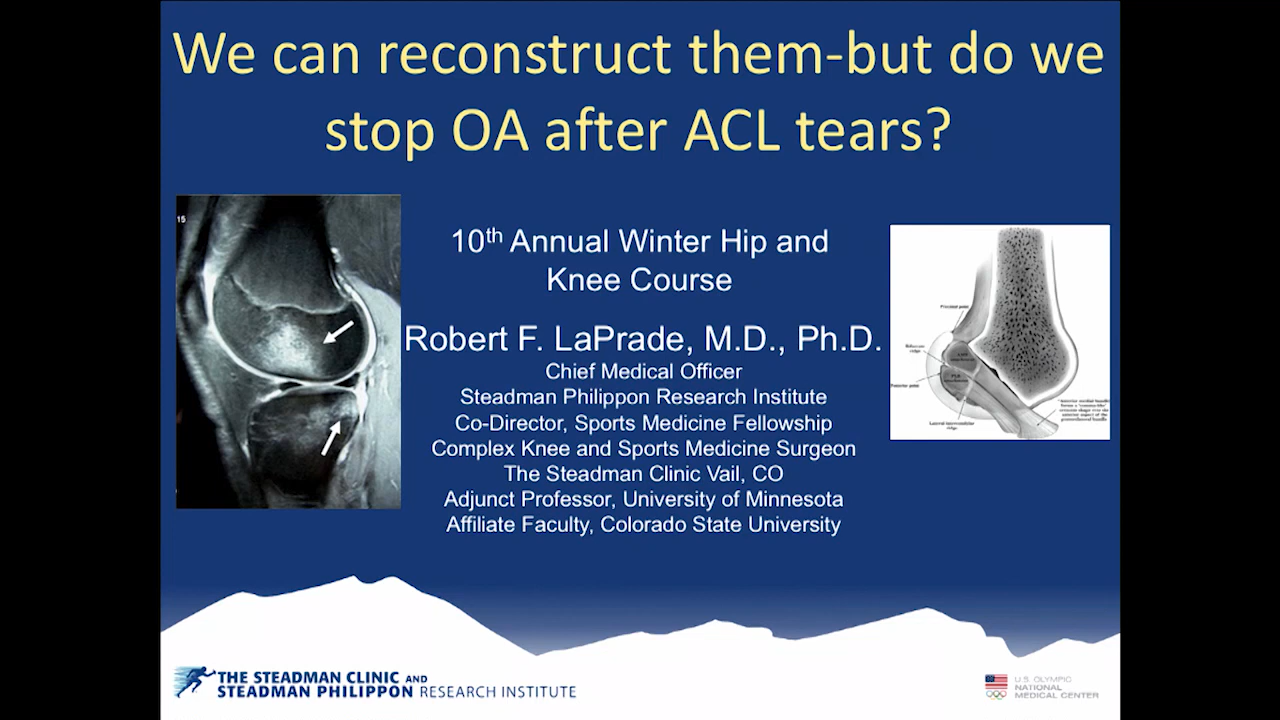 We can reconstruct them-but do we
stop OA after ACL tears?
15
10th Annual Winter Hip and
Knee Course
Robert F. LaPrade, M.D., Ph.D.
Chief Medical Officer
Steadman Philippon Research Institute
Co-Director, Sports Medicine Fellowship
Complex Knee and Sports Medicine Surgeon
The Steadman Clinic Vail, CO
Adjunct Professor, University of Minnesota
Affiliate Faculty, Colorado State University
Lateral intercondylar
ridge
THE STEADMAN CLINIC AND
STEADMAN PHILIPPON RESEARCH INSTITUTE
U.S. OLYMPIC
NATIONAL
MEDICAL CENTER